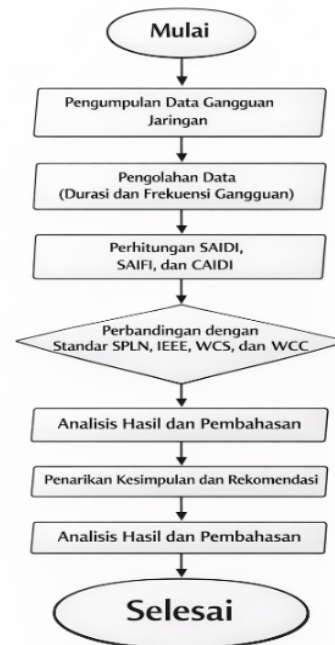 Mulai
Pengumpulan Data Gangguan
Jaringan
Pengolahan Data
(Durasi dan Frekuensi Gangguan)
Perhitungan SAIDI,
SAIFI, dan CAIDI
Perbandingan dengan
Standar SPLN, IEEE, WCS, dan WCC
Analisis Hasil dan Pembahasan
Penarikan Kesimpulan dan Rekomendasi
Analisis Hasil dan Pembahasan
Selesai